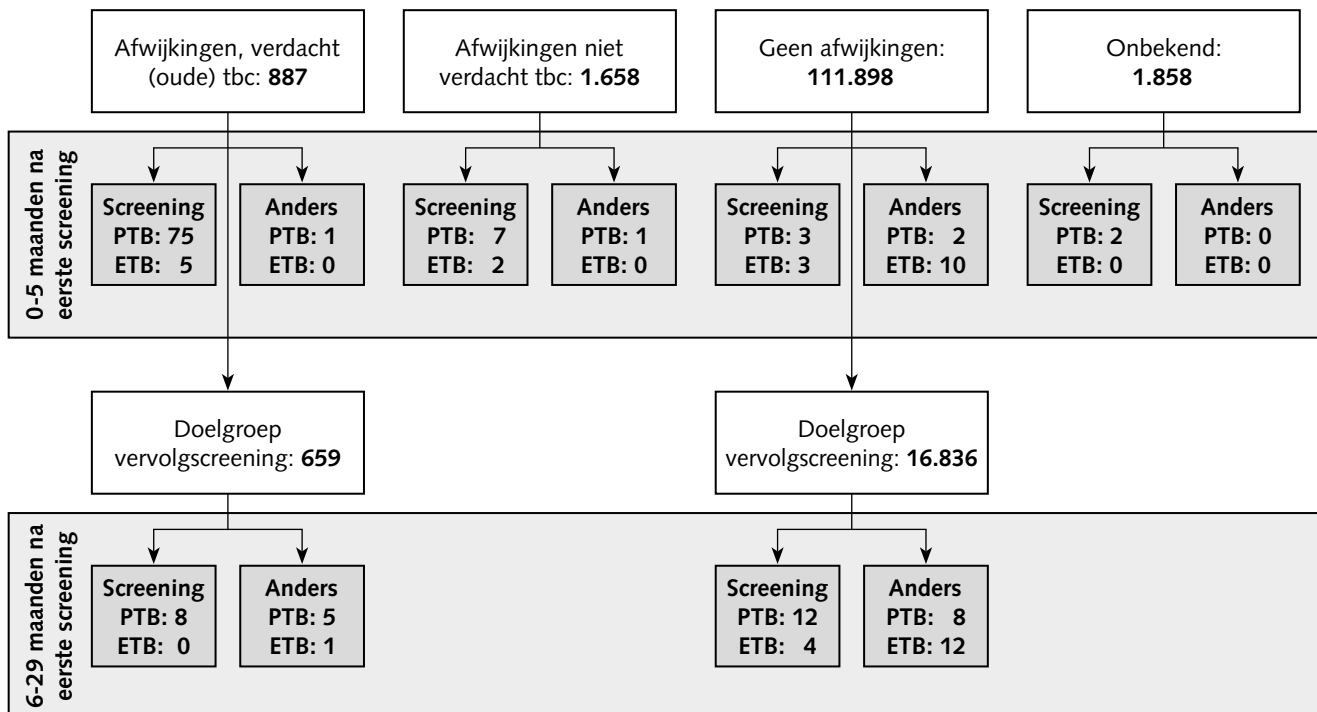 Afwijkingen, verdacht
(oude) tbc: 887
Afwijkingen niet
verdacht tbc: 1.658
Geen afwijkingen:
111.898
Onbekend:
1.858
0-5 maanden na
eerste screening
Screening
PTB: 75
ETB: 5
Anders
PTB: 1
ETB: 0
Screening
PTB: 7
ETB: 2
Anders
PTB: 1
ETB: 0
Screening
PTB: 3
ETB: 3
Anders
PTB: 2
ETB: 10
Screening
PTB: 2
ETB: 0
Anders
PTB: 0
ETB: 0
Doelgroep
vervolgscreening: 659
Doelgroep
vervolgscreening: 16.836
6-29 maanden na
eerste screening
Screening
PTB: 8
ETB: 0
Anders
PTB: 5
ETB: 1
Screening
PTB: 12
ETB: 4
Anders
PTB: 8
ETB: 12